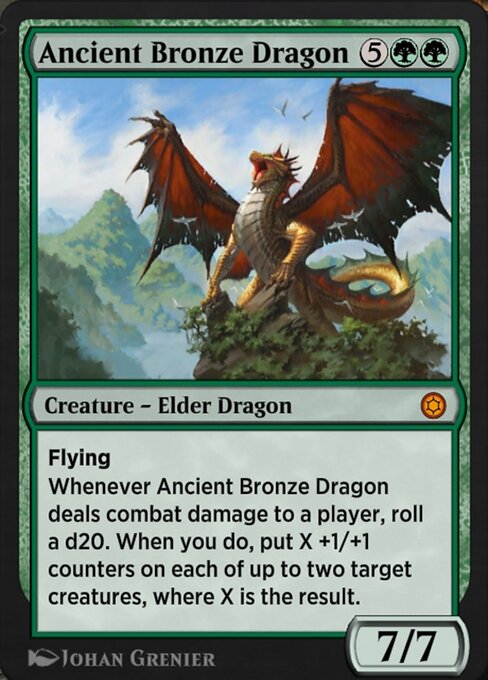 Ancient Bronze Dragon 5
Creature – Elder Dragon
Flying
Whenever Ancient Bronze Dragon
deals combat damage to a player, roll
a d20. When you do, put X +1/+1
counters on each of up to two target
creatures, where X is the result.
7/7
Johan Grenier